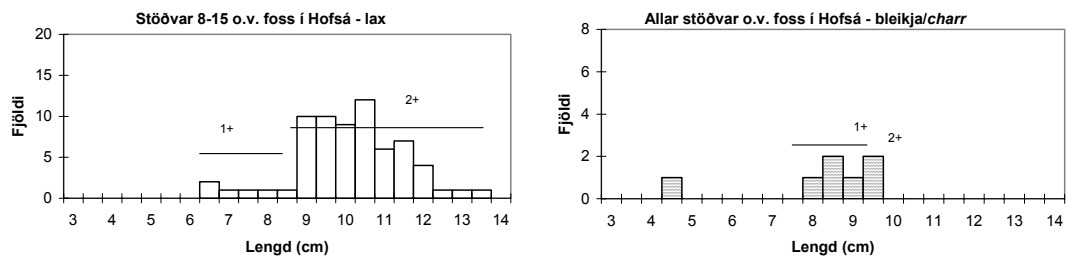 Stöðvar 8-15 o.v. foss í Hofsá - lax
20
15
10
5
0
Fjöldi
1+
2+
3 4 5 6 7 8 9 10 11 12 13 14
Lengd (cm)
Allar stöðvar o.v. foss í Hofsá - bleikja/charr
8
6
4
2
0
Fjöldi
1+
2+
3 4 5 6 7 8 9 10 11 12 13 14
Lengd (cm)